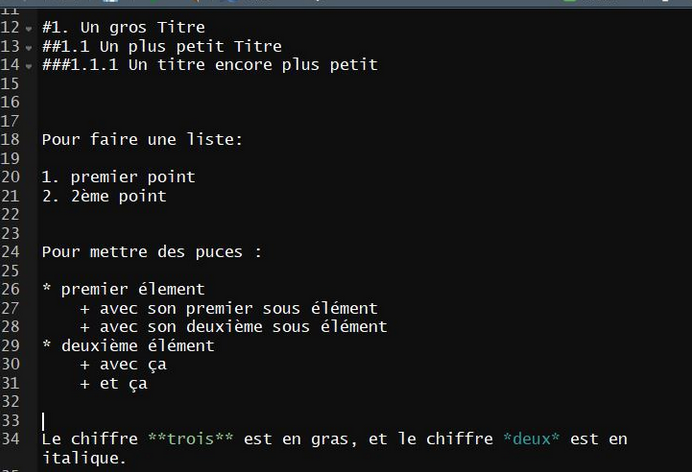 11
12 #1. Un gros Titre
13 ##1.1 Un plus petit Titre
14 ###1.1.1 Un titre encore plus petit
15
16
17
18 Pour faire une liste:
19
20 1. premier point
21 2. 2ème point
22
23
24 Pour mettre des puces :
25
26 * premier élement
27 + avec son premier sous élément
28 + avec son deuxième sous élément
29 * deuxième élément
30 + avec ça
31 + et ça
32
33
34 Le chiffre **trois** est en gras, et le chiffre *deux* est en
italique.